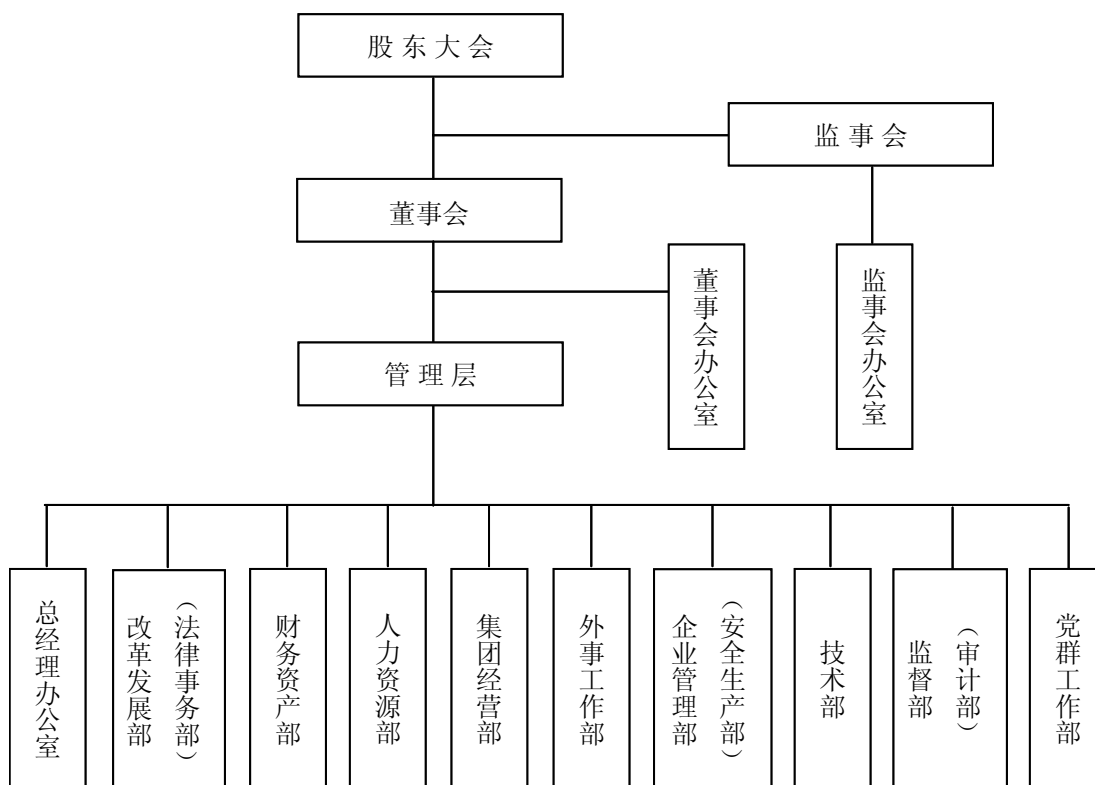 股东大会
监事会
董事会
董事会办公室
监事会办公室
管理层
总经理办公室
改革发展部
（法律事务部）
财务资产部
人力资源部
集团经营部
外事工作部
企业管理部
（安全生产部）
技术部
监督部
（审计部）
党群工作部